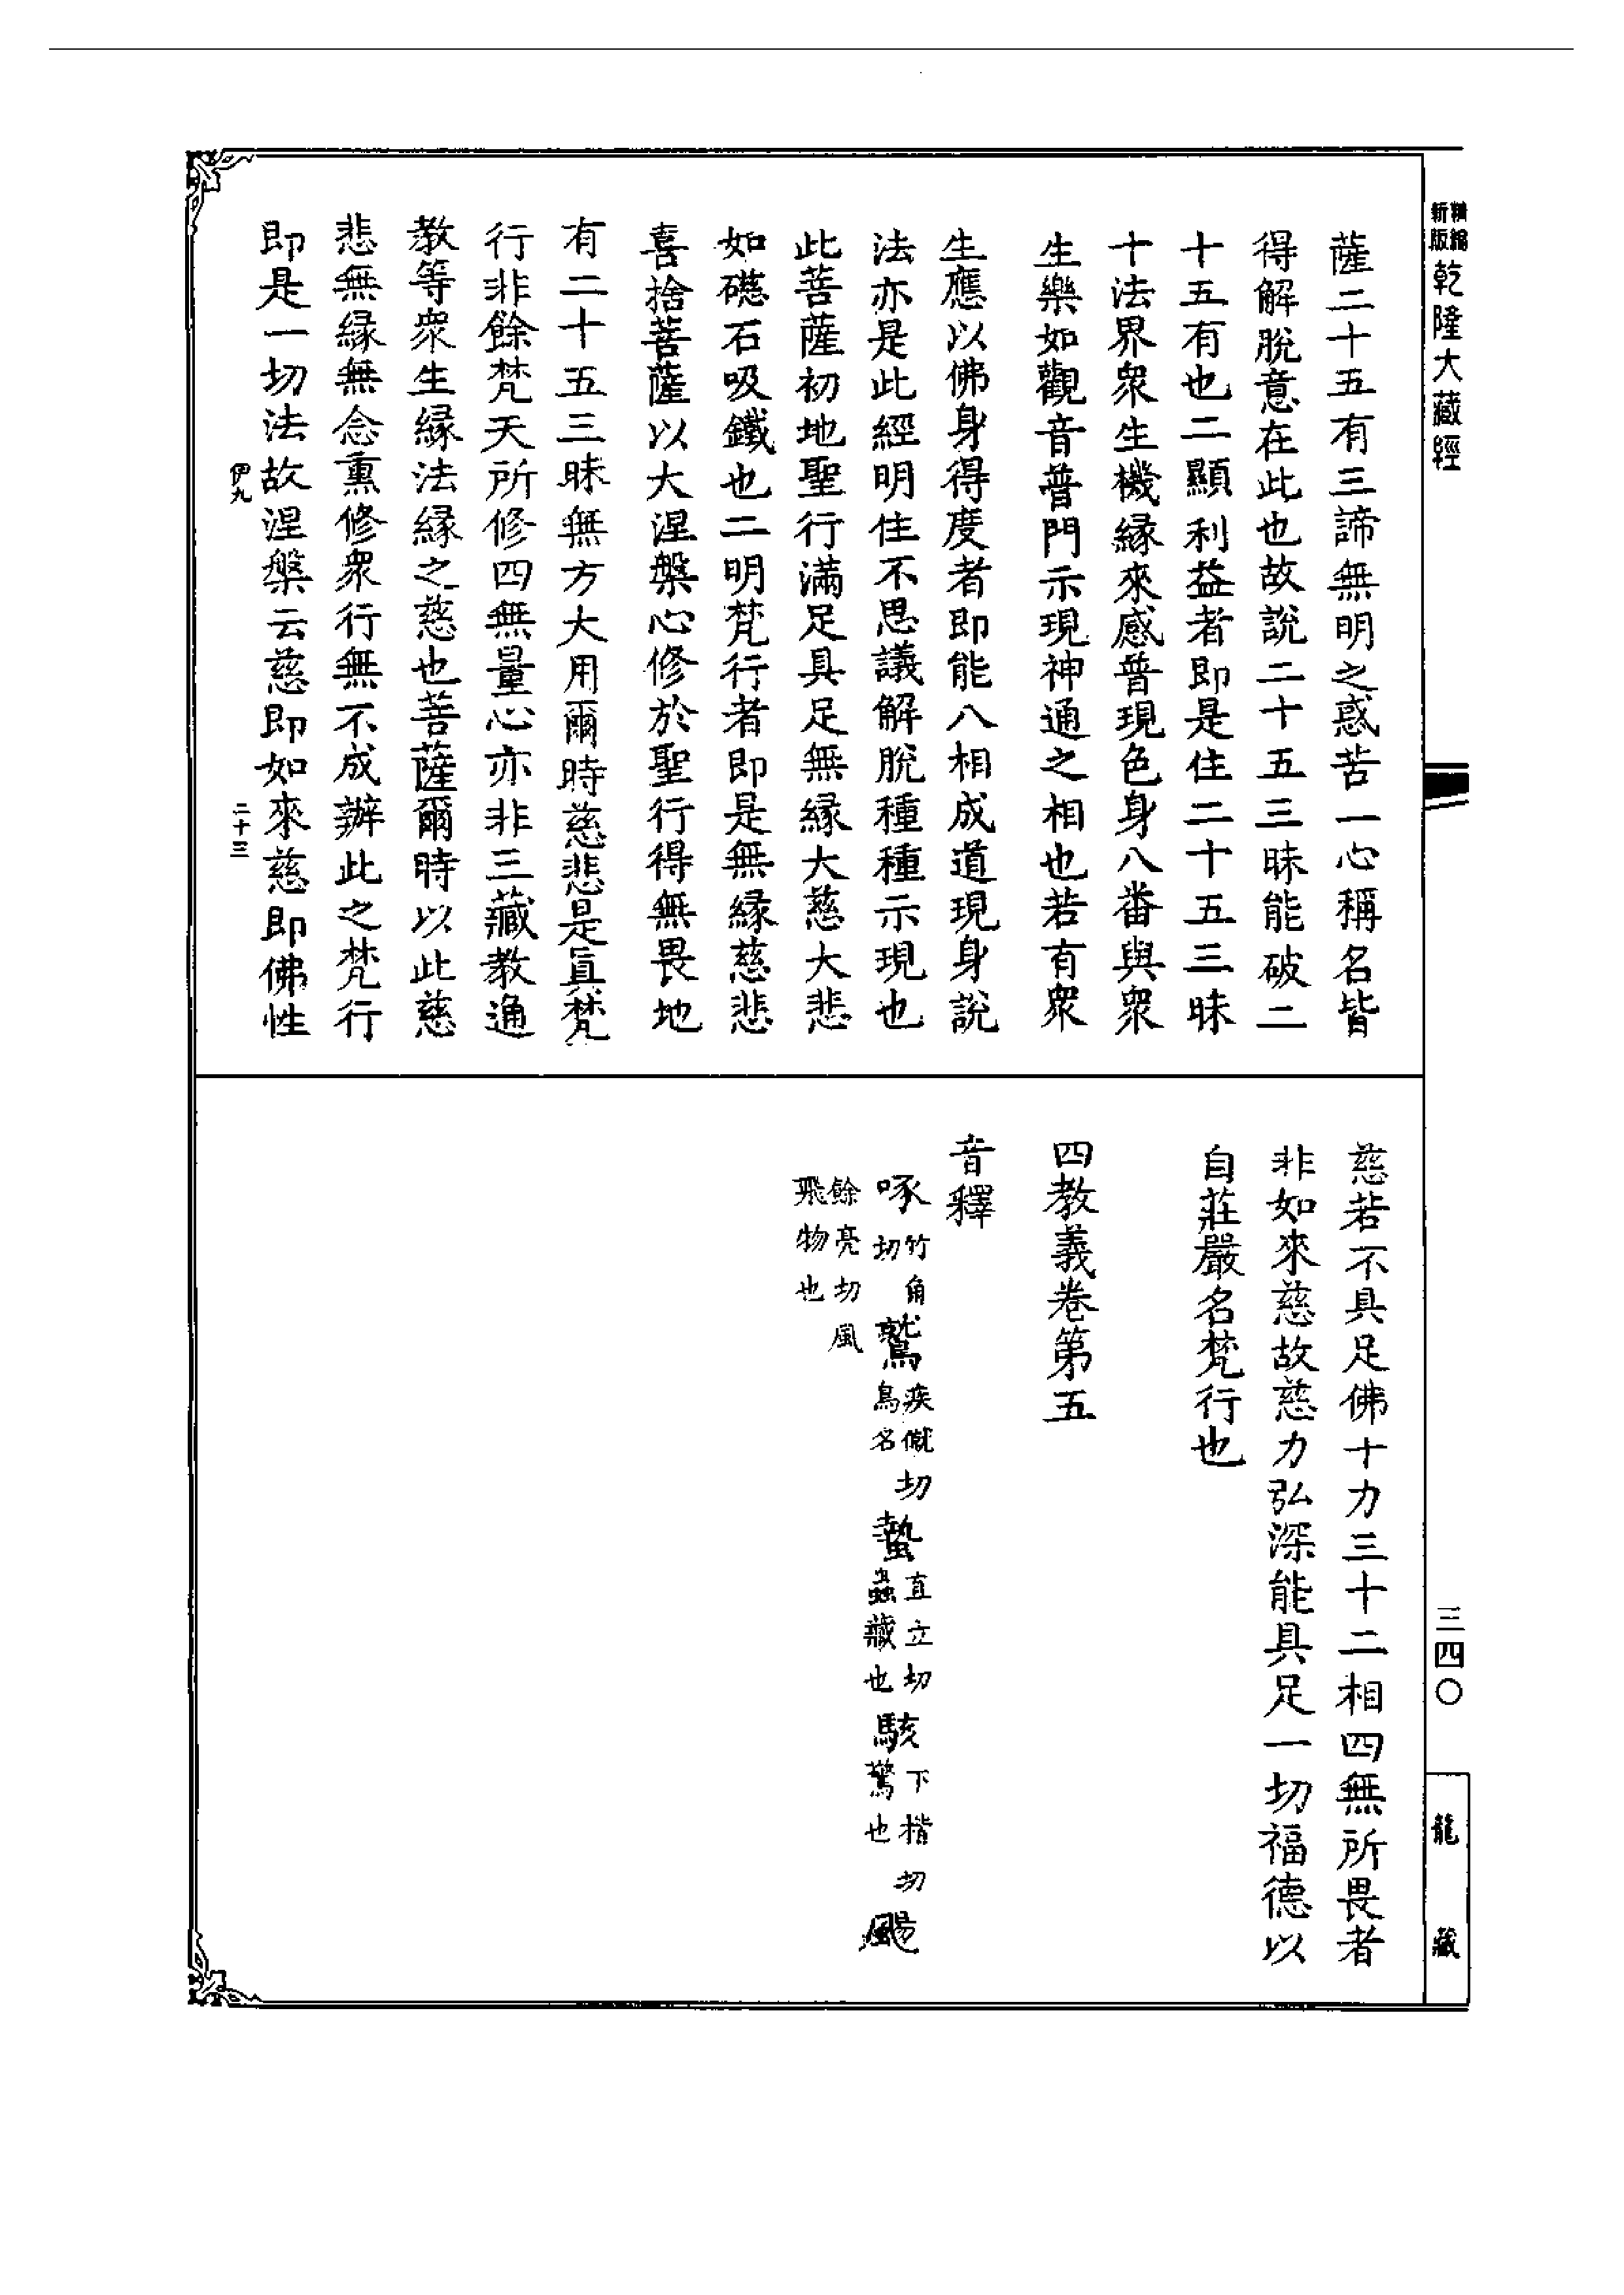 精編新版乾隆大藏經
三四〇
龍藏
薩二十五有三諦無明之惑苦一心稱名皆
得解脫意在此也故說二十五三昧能破二
十五有也二顯利益者即是住二十五三昧
十法界衆生機緣來感普現色身八番與衆
生樂如觀音普門示現神通之相也若有衆
生應以佛身得度者即能八相成道現身說
法亦是此經明住不思議解脫種種示現也
此菩薩初地聖行滿足具足無緣大慈大悲
如礠石吸鐵也二明梵行者即是無緣慈悲
喜捨菩薩以大涅槃心修於聖行得無畏地
有二十五三昧無方大用爾時慈悲是真梵
行非餘梵天所修四無量心亦非三藏教通
教等衆生緣法緣之慈也菩薩爾時以此慈
悲無緣無念熏修衆行無不成辦此之梵行
即是一切法故涅槃云慈即如來慈即佛性
伊九
二十三
慈若不具足佛十力三十二相四無所畏者
非如來慈故慈力弘深能具足一切福德以
自莊嚴名梵行也
四教義卷第五
音釋
啄竹角切鷲疾僦切鳥名蟄直立切蟲藏也駭下楷切驚也颺
餘亮切風飛物也